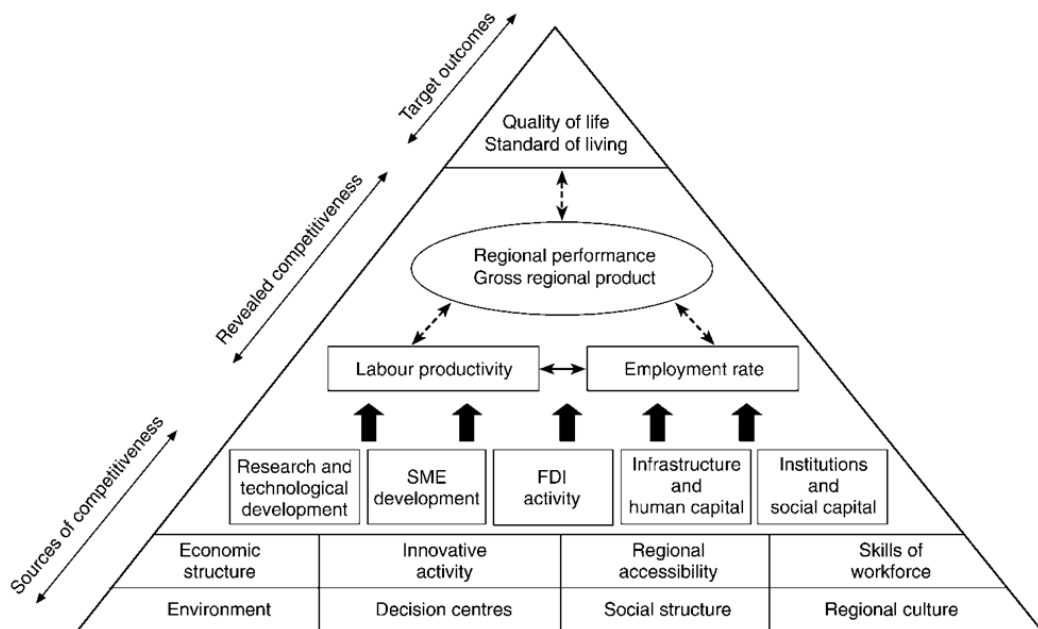 Target outcomes
Quality of life
Standard of living
Revealed competitiveness
Regional performance
Gross regional product
Labour productivity
Employment rate
Sources of competitiveness
Research and
technological
development
SME
development
FDI
activity
Infrastructure
and
human capital
Institutions
and
social capital
Economic
structure
Innovative
activity
Regional
accessibility
Skills of
workforce
Environment
Decision centres
Social structure
Regional culture